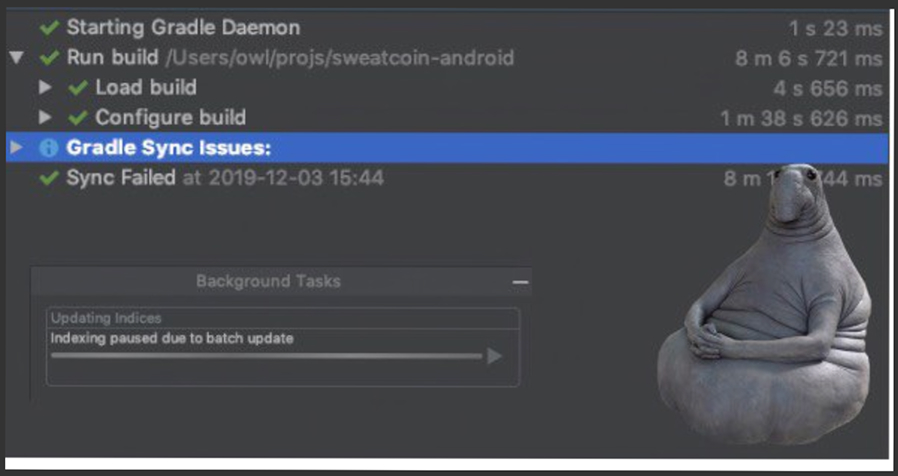 Starting Gradle Daemon 1 s 23 ms
Run build /Users/owl/projs/sweatcoin-android 8 m 6 s 721 ms
Load build 4 s 656 ms
Configure build 1 m 38 s 626 ms
Gradle Sync Issues:
Sync Failed at 2019-12-03 15:44 8 m 44 ms
Background Tasks
Updating Indices
Indexing paused due to batch update